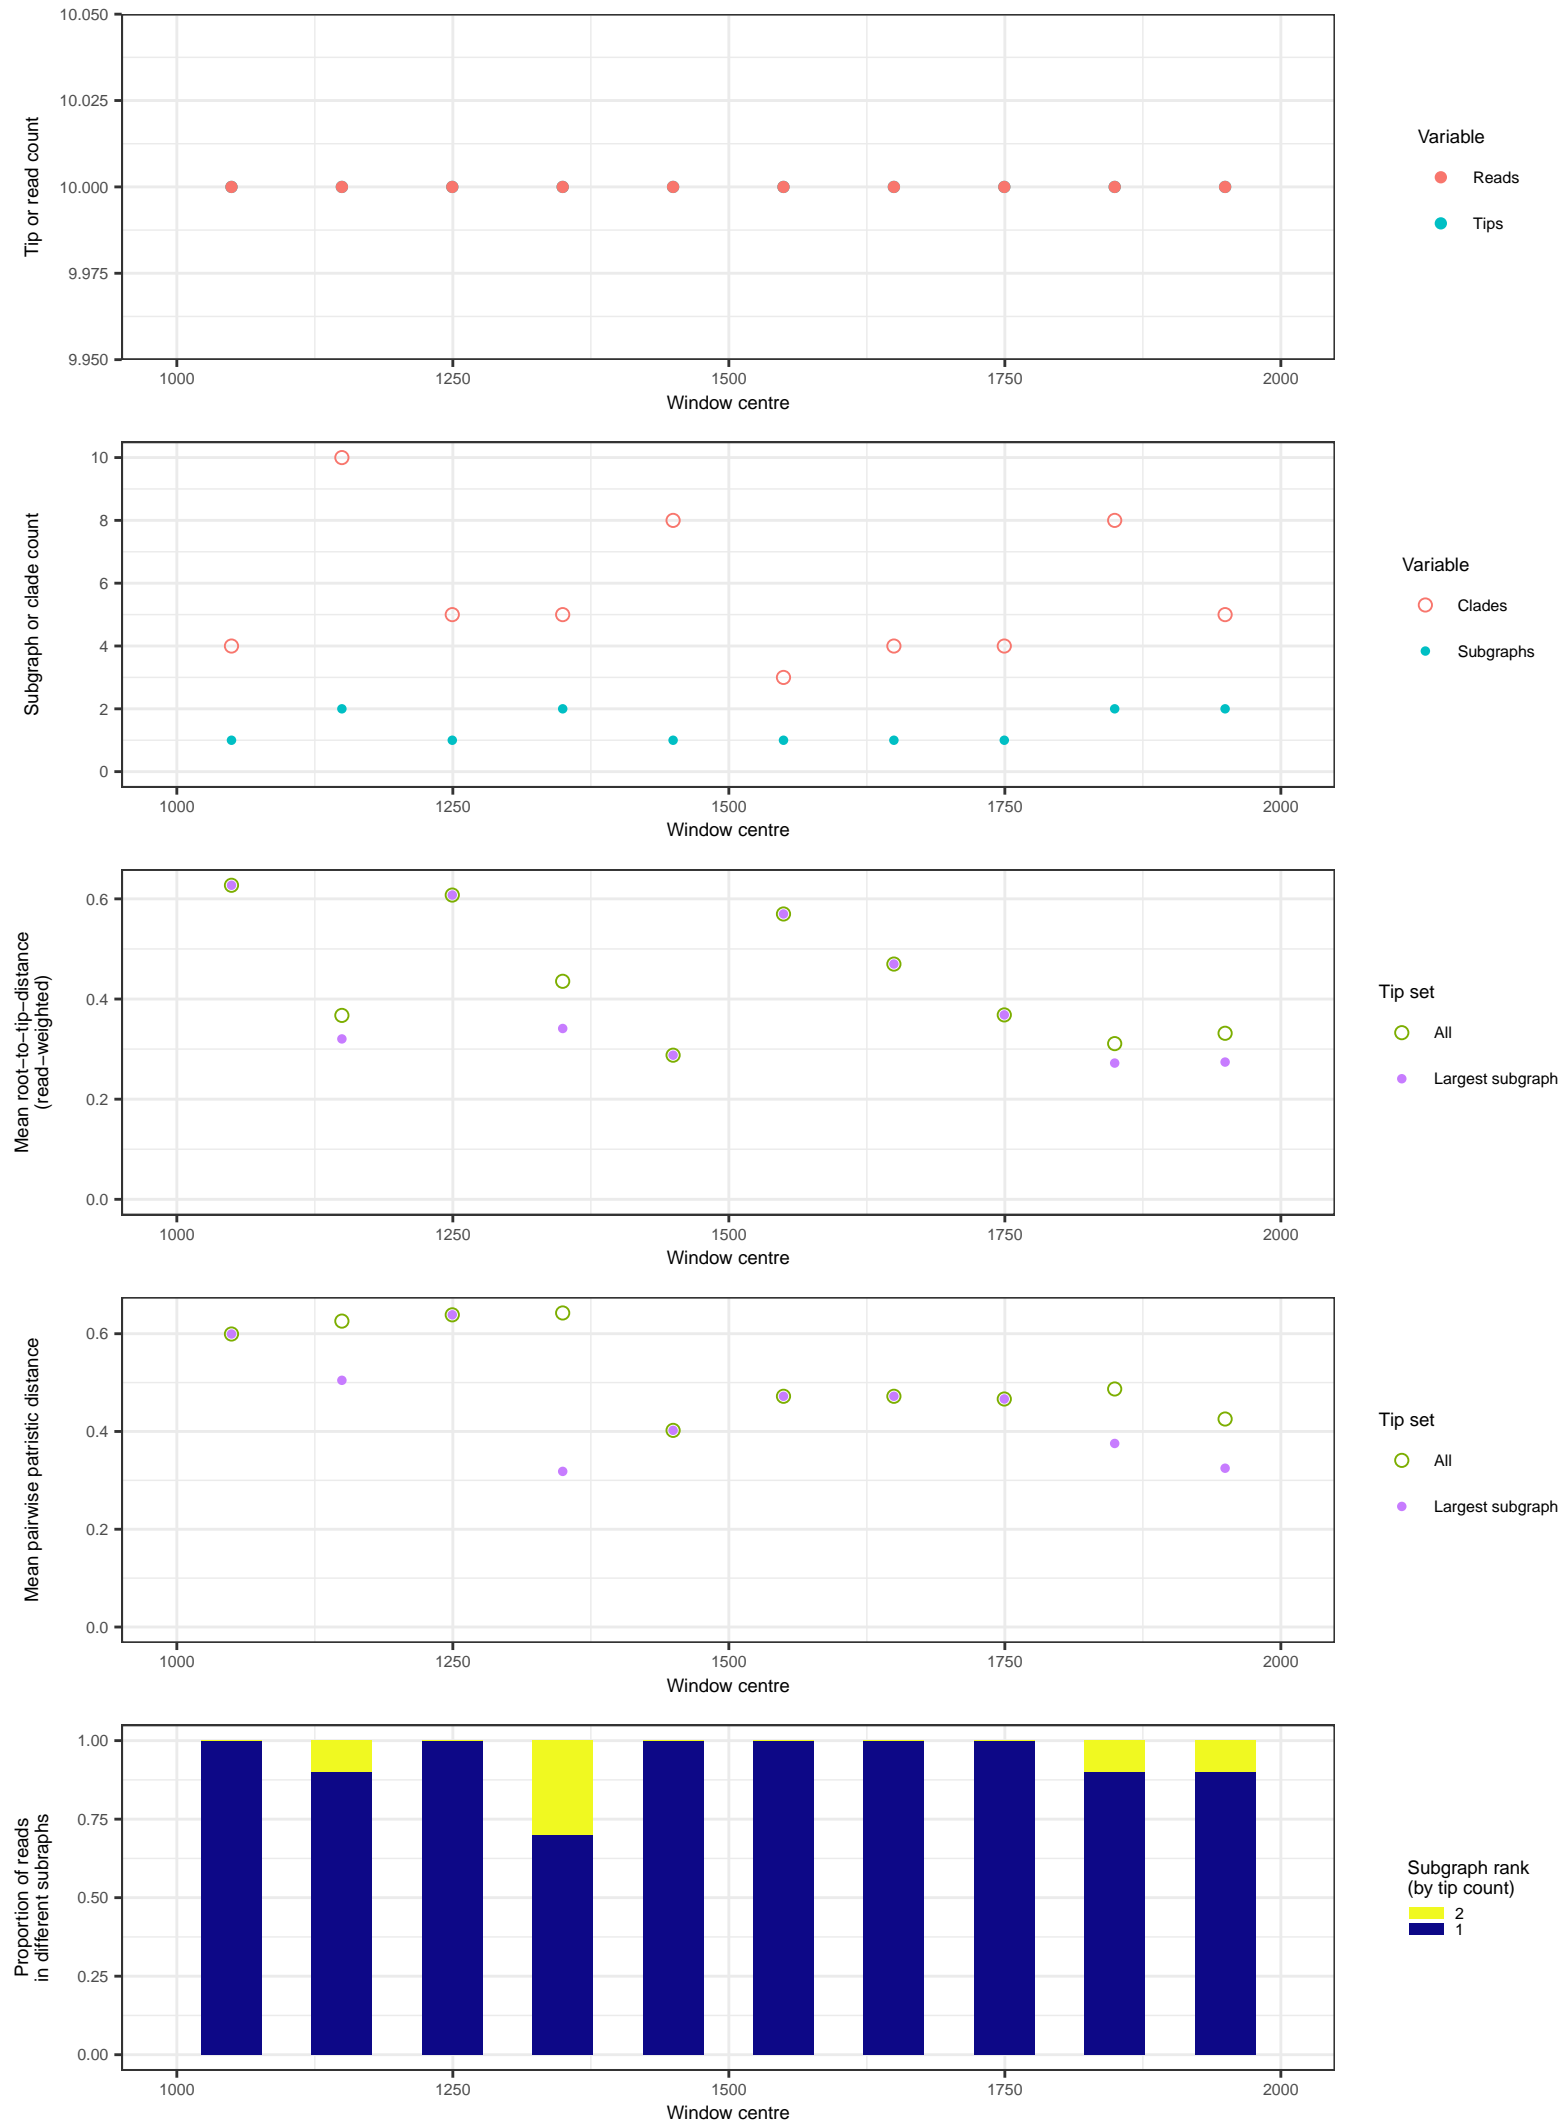 10.050
10.025
10.000
9.975
9.950
Tip or read count
1000 1250 1500 1750 2000
Window centre
Variable
Reads
Tips
10
8
6
4
2
0
Subgraph or clade count
1000 1250 1500 1750 2000
Window centre
Variable
Clades
Subgraphs
0.6
0.4
0.2
0.0
Mean root−to−tip−distance
(read−weighted)
1000 1250 1500 1750 2000
Window centre
Tip set
All
Largest subgraph
0.6
0.4
0.2
0.0
Mean pairwise patristic distance
1000 1250 1500 1750 2000
Window centre
Tip set
All
Largest subgraph
1.00
0.75
0.50
0.25
0.00
Proportion of reads
in different subraphs
1000 1250 1500 1750 2000
Window centre
Subgraph rank
(by tip count)
2
1